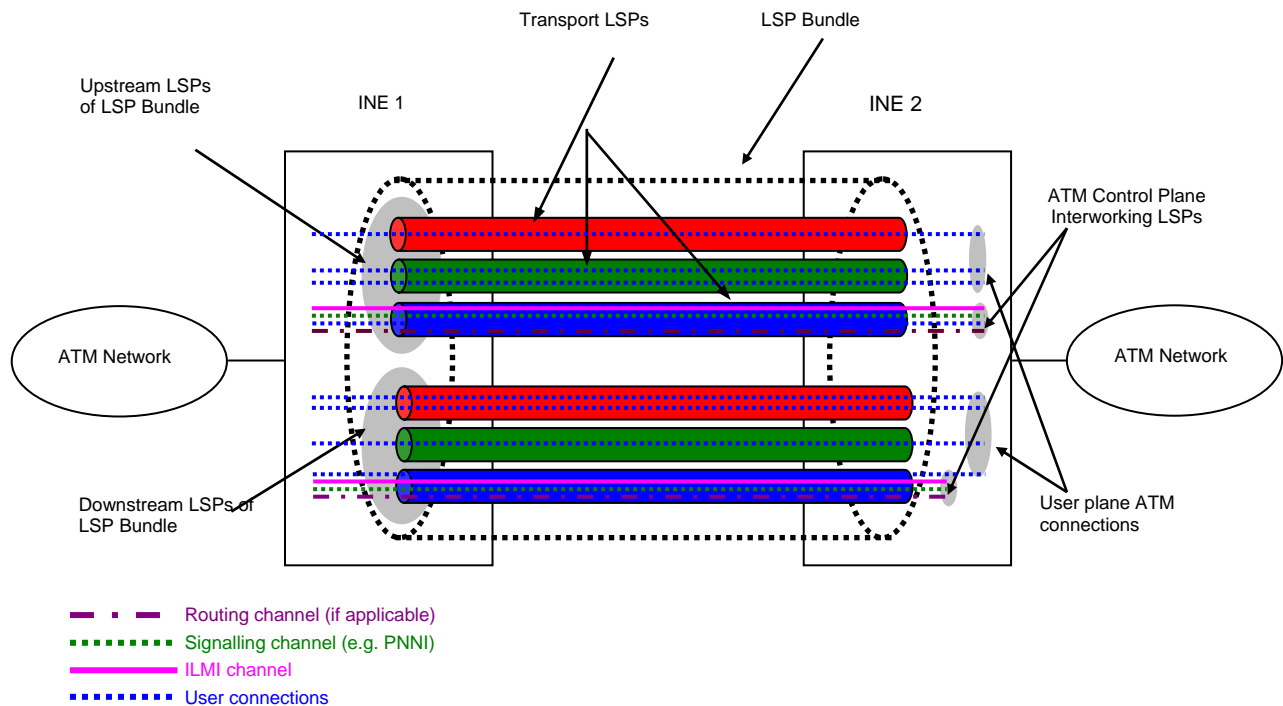 Transport LSPs
LSP Bundle
Upstream LSPs
of LSP Bundle
INE 1
INE 2
ATM Control Plane
Interworking LSPs
ATM Network
ATM Network
Downstream LSPs of
LSP Bundle
User plane ATM
connections
Routing channel (if applicable)
Signalling channel (e.g. PNNI)
ILMI channel
User connections